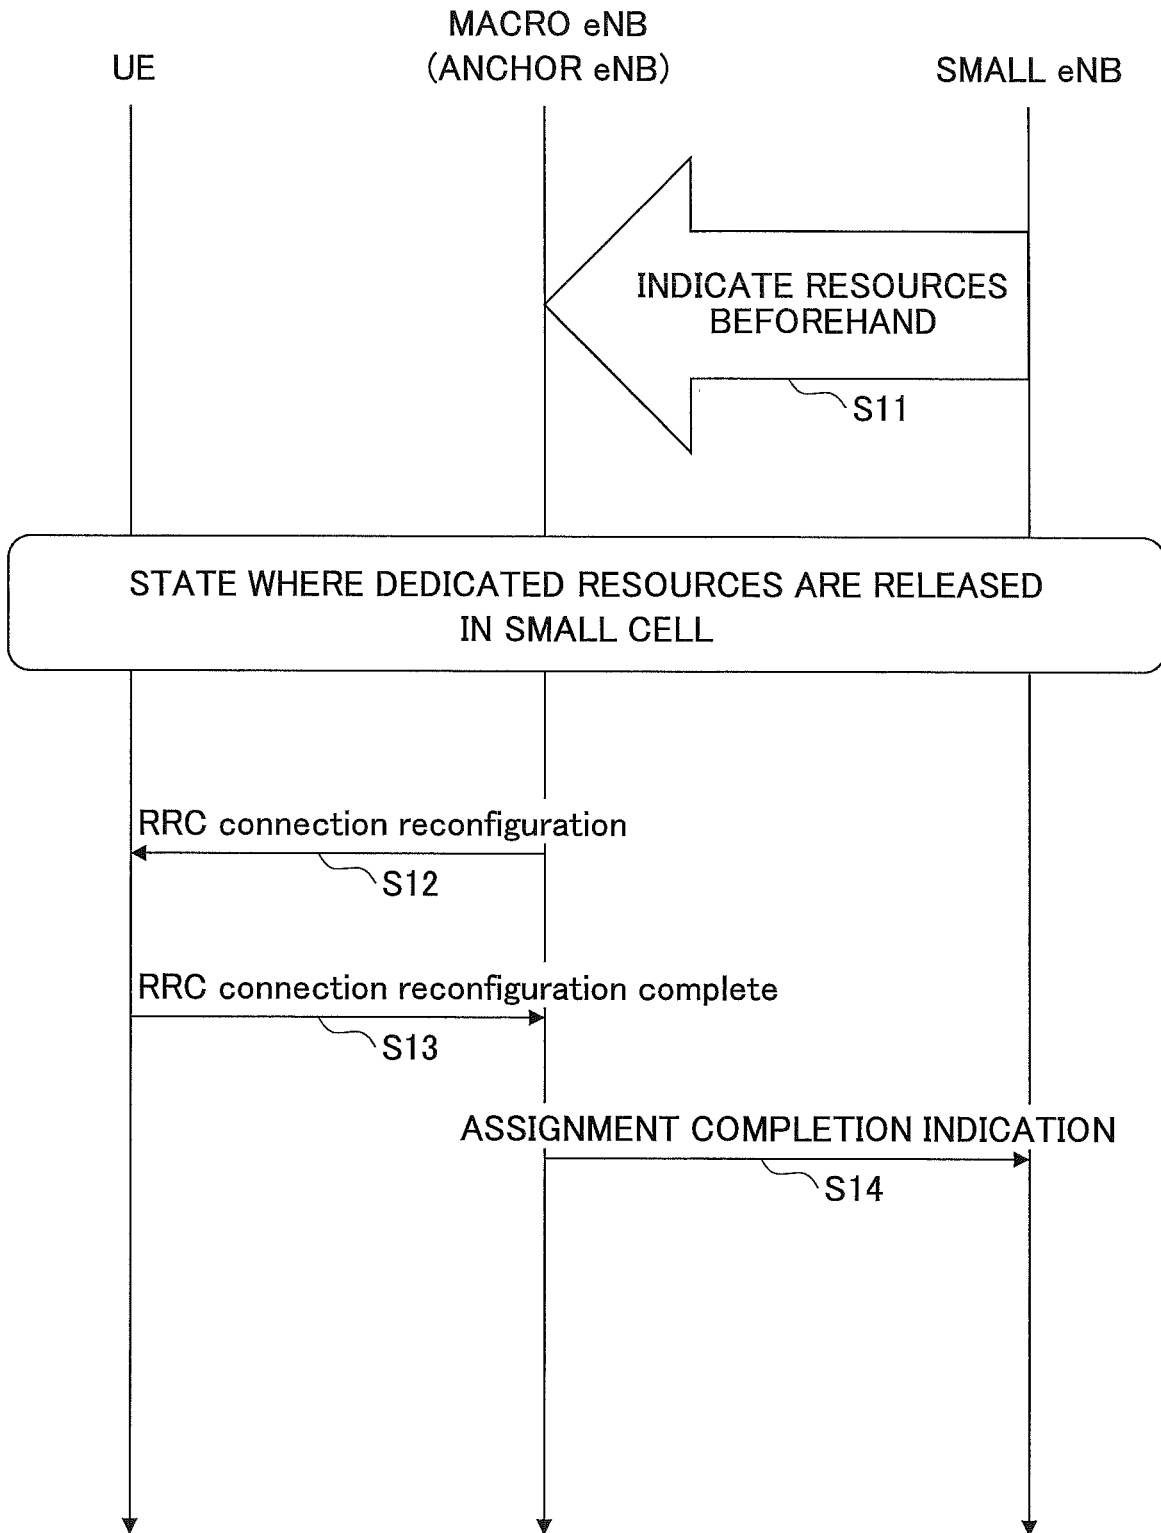 UE
MACRO eNB
(ANCHOR eNB)
SMALL eNB
INDICATE RESOURCES
BEFOREHAND
S11
STATE WHERE DEDICATED RESOURCES ARE RELEASED
IN SMALL CELL
RRC connection reconfiguration
S12
RRC connection reconfiguration complete
S13
ASSIGNMENT COMPLETION INDICATION
S14